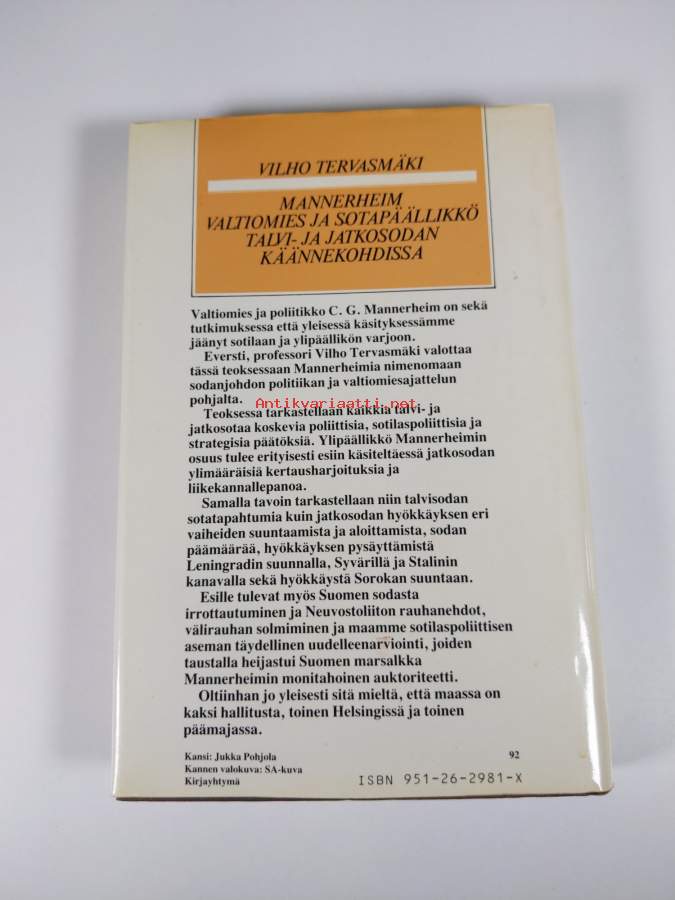 VILHO TERVASMÄKI
MANNERHEIM
VALTIOMIES JA SOTAPÄÄLLIKKÖ
TALVI- JA JATKOSODAN
KÄÄNNEKOHDISSA
Valtiomies ja poliitikko C. G. Mannerheim on sekä
tutkimuksessa että yleisessä käsityksessämme
jäänyt sotilaan ja ylipäällikön varjoon.
Eversti, professori Vilho Tervasmäki valottaa
tässä teoksessaan Mannerheimia nimenomaan
sodanjohdon politiikan ja valtiomiesajattelun
pohjalta.
Antikvariaatti.net
Teoksessa tarkastellaan kaikkia talvi- ja
jatkosotaa koskevia poliittisia, sotilaspoliittisia ja
strategisia päätöksiä. Ylipäällikkö Mannerheimin
osuus tulee erityisesti esiin käsiteltäessä jatkosodan
ylimääräisiä kertausharjoituksia ja
liikekannallepanoa.
Samalla tavoin tarkastellaan niin talvisodan
sotatapahtumia kuin jatkosodan hyökkäyksen eri
vaiheiden suuntaamista ja aloittamista, sodan
päämäärää, hyökkäyksen pysäyttämistä
Leningradin suunnalla, Syvärillä ja Stalinin
kanavalla sekä hyökkäystä Sorokan suuntaan.
Esille tulevat myös Suomen sodasta
irrottautuminen ja Neuvostoliiton rauhanehdot,
välirauhan solmiminen ja maamme sotilaspoliittisen
aseman täydellinen uudelleenarviointi, joiden
taustalla heijastui Suomen marsalkka
Mannerheimin monitahoinen auktoriteetti.
Oltiinhan jo yleisesti sitä mieltä, että maassa on
kaksi hallitusta, toinen Helsingissä ja toinen
päämajassa.
Kansi: Jukka Pohjola 92
Kannen valokuva: SA-kuva
Kirjayhtymä ISBN 951-26-2981-X